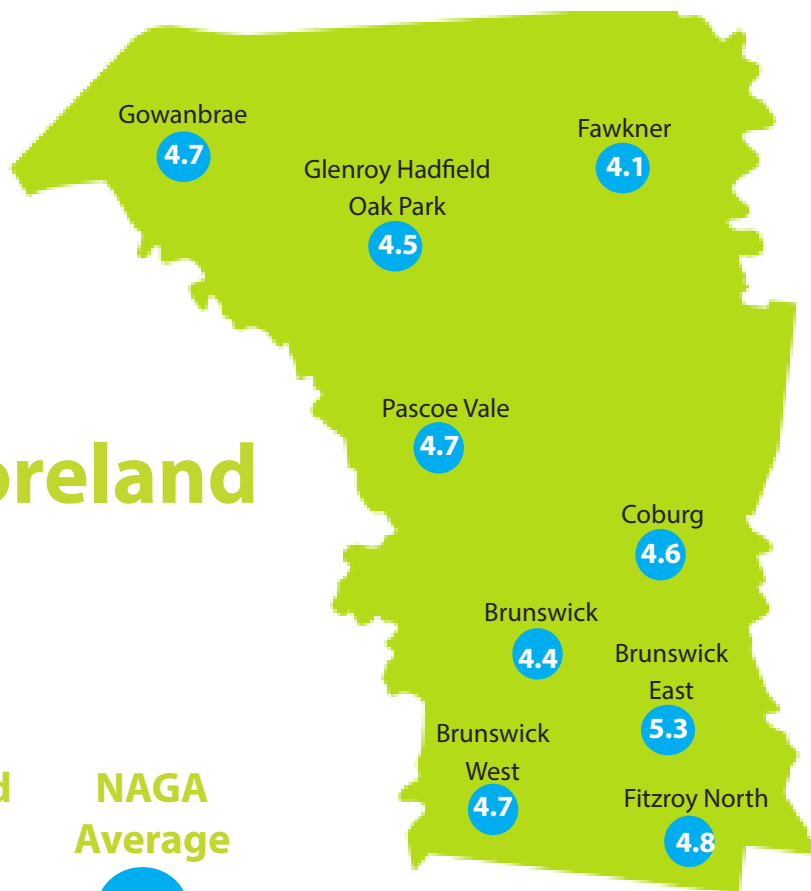 Gowanbrae
4.7
Glenroy Hadfield
Oak Park
4.5
Fawkner
4.1
Pascoe Vale
4.7
oreland
Coburg
4.6
Brunswick
4.4
Brunswick
East
5.3
Brunswick
West
4.7
Fitzroy North
4.8
d
NAGA
Average